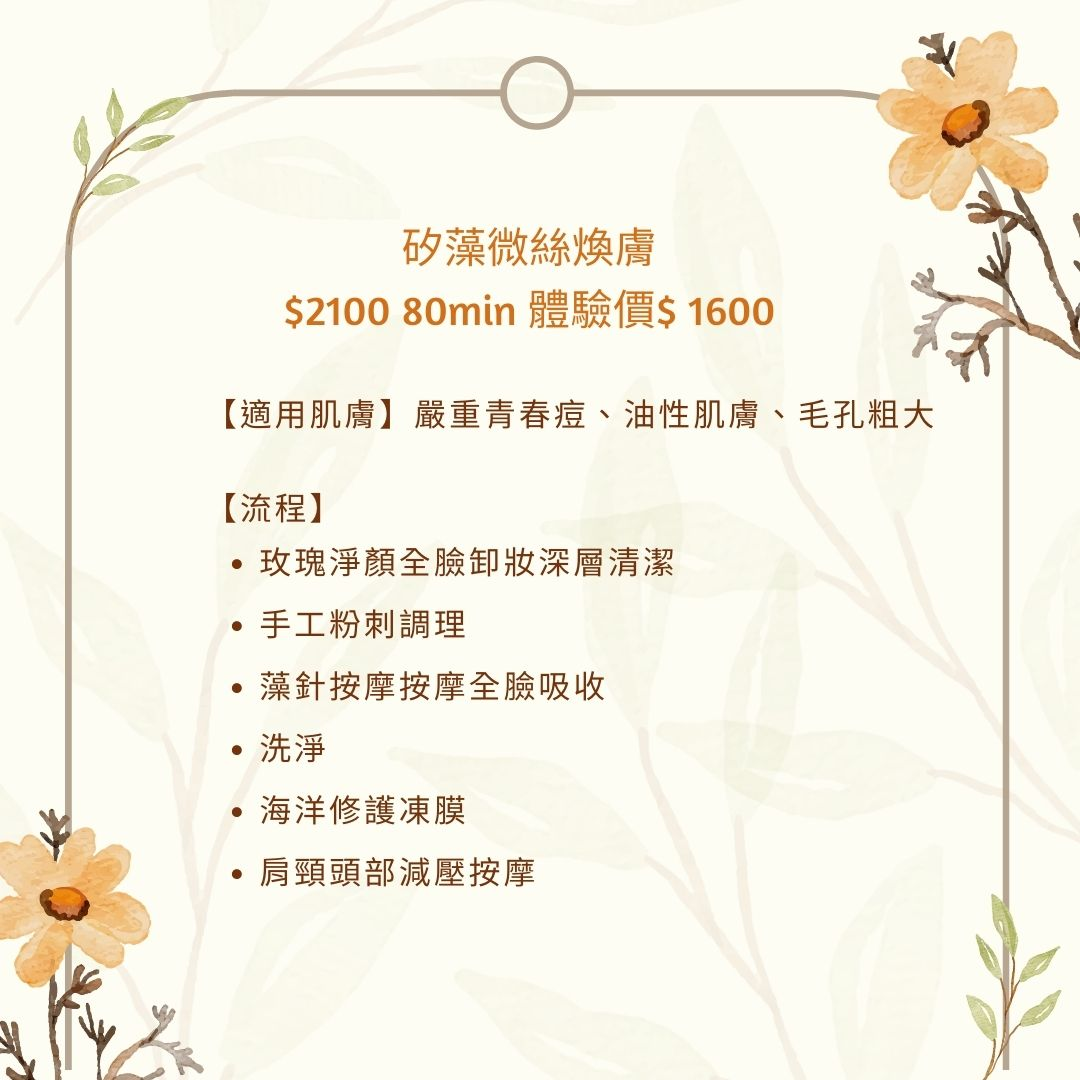 矽藻微絲煥膚
$2100 80min 體驗價$ 1600
【適用肌膚】嚴重青春痘、油性肌膚、毛孔粗大
【流程】
• 玫瑰淨顏全臉卸妝深層清潔
• 手工粉刺調理
• 藻針按摩按摩全臉吸收
• 洗淨
• 海洋修護凍膜
• 肩頸頭部減壓按摩